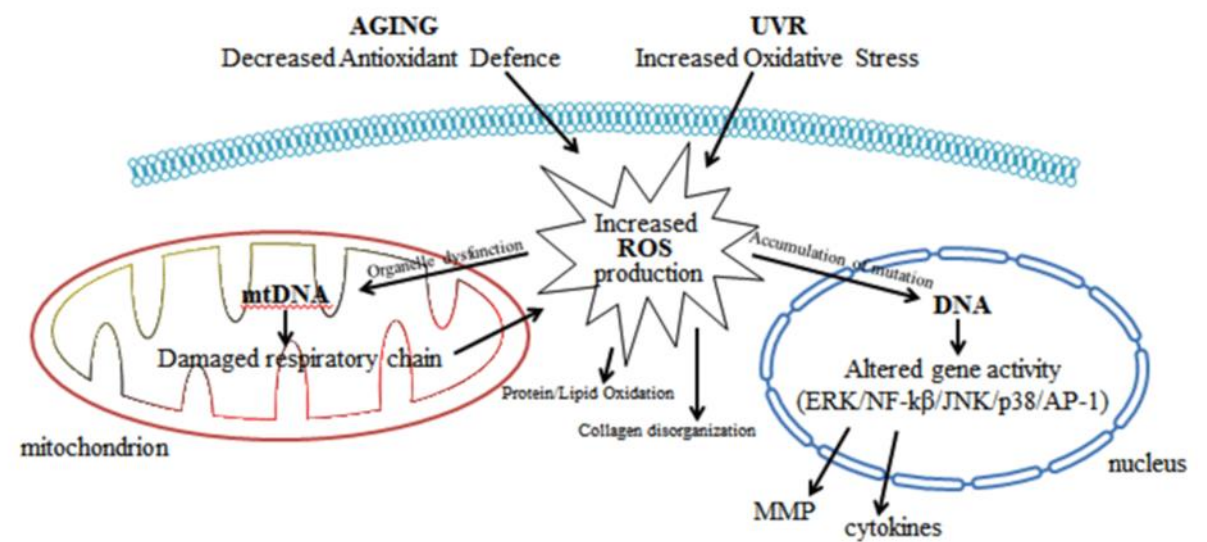 AGING
Decreased Antioxidant Defence
UVR
Increased Oxidative Stress
Increased
ROS
production
Organelle dysfunction
Accumulation of mutation
mtDNA
Damaged respiratory chain
mitochondrion
Protein/Lipid Oxidation
Collagen disorganization
DNA
Altered gene activity
(ERK/NF-kβ/JNK/p38/AP-1)
nucleus
MMP
cytokines